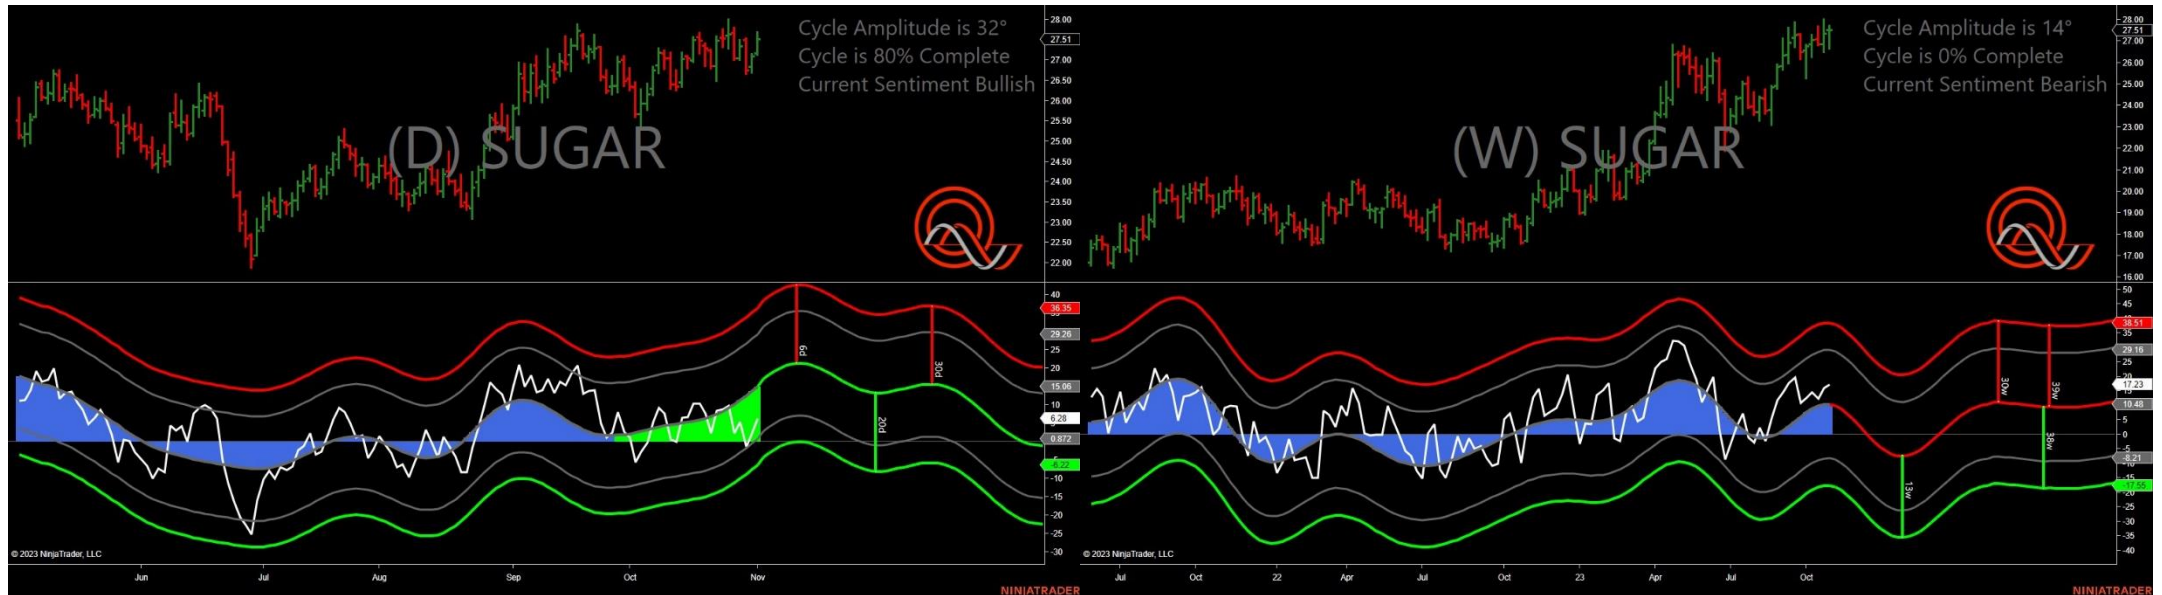 Cycle Amplitude is 32°
Cycle is 80% Complete
Current Sentiment Bullish
(D) SUGAR
28.00
27.51
27.00
26.50
26.00
25.50
25.00
24.50
24.00
23.50
23.00
22.50
22.00
40
36.35
29.26
25
20
15.06
10
6.28
0.872
-6.22
-10
-15
-20
-25
-30
6d
20d
30d
© 2023 NinjaTrader, LLC
Jun
Jul
Aug
Sep
Oct
Nov
NINJATRADER
Cycle Amplitude is 14°
Cycle is 0% Complete
Current Sentiment Bearish
(W) SUGAR
28.00
27.51
27.00
26.00
25.00
24.00
23.00
22.00
21.00
20.00
19.00
18.00
17.00
16.00
50
45
38.51
35
29.16
25
20
17.23
10.48
5
0
-5
-8.21
-15
-17.55
-20
-25
-30
-35
-40
13w
30w
39w
38w
© 2023 NinjaTrader, LLC
Jul
Oct
22
Apr
Jul
Oct
23
Apr
Jul
Oct
NINJATRADER